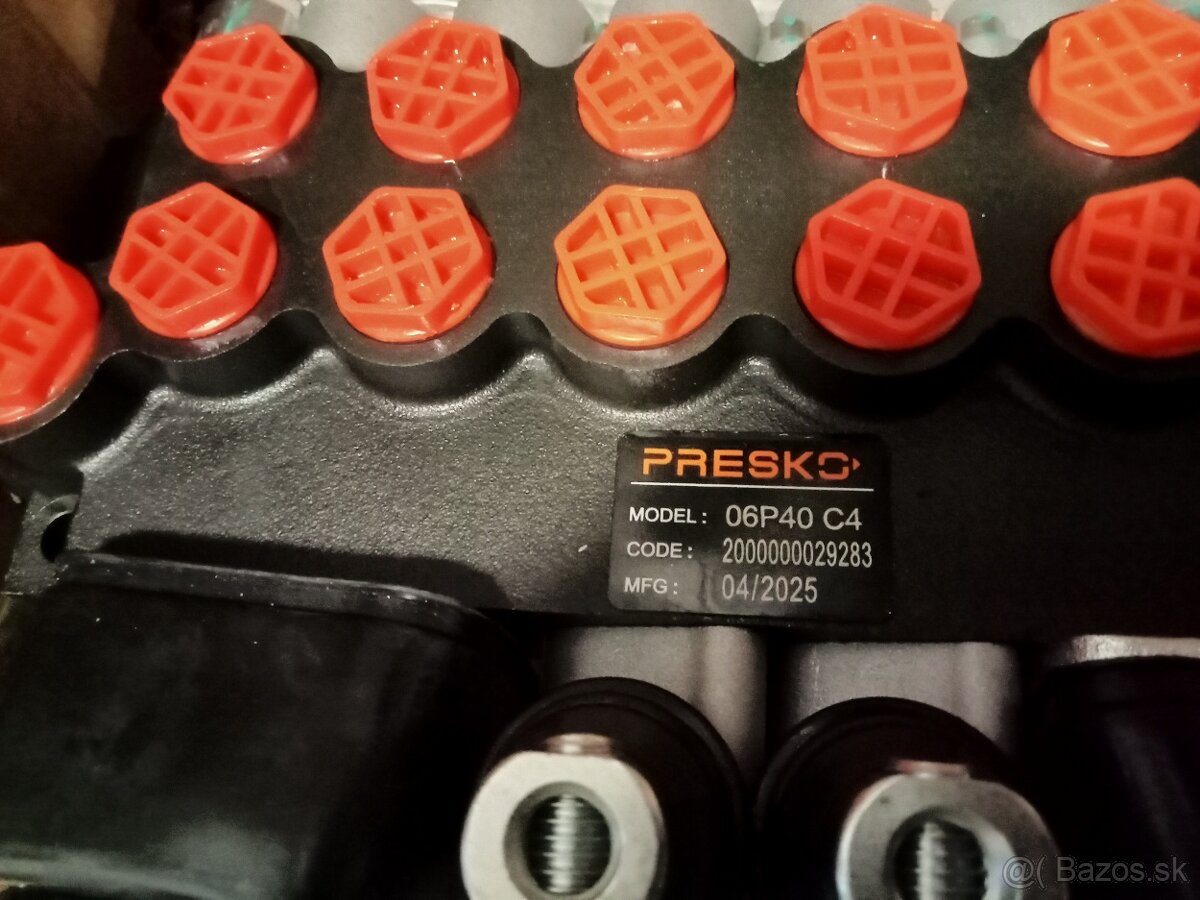 PRESKO
MODEL: 06P40 C4
CODE: 2000000029283
MFG: 04/2025
@( Bazos.sk